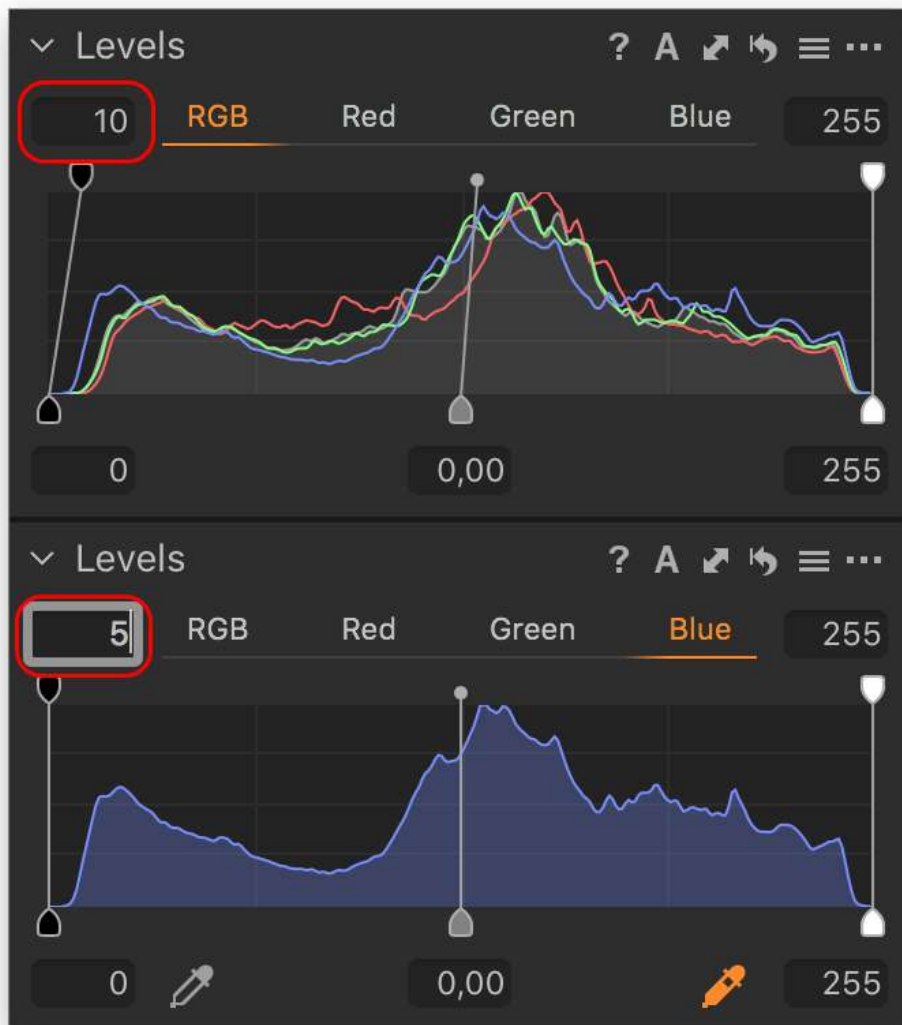 Levels ? A
10 RGB Red Green Blue 255
0 0,00 255
Levels ? A
5 RGB Red Green Blue 255
0 0,00 255